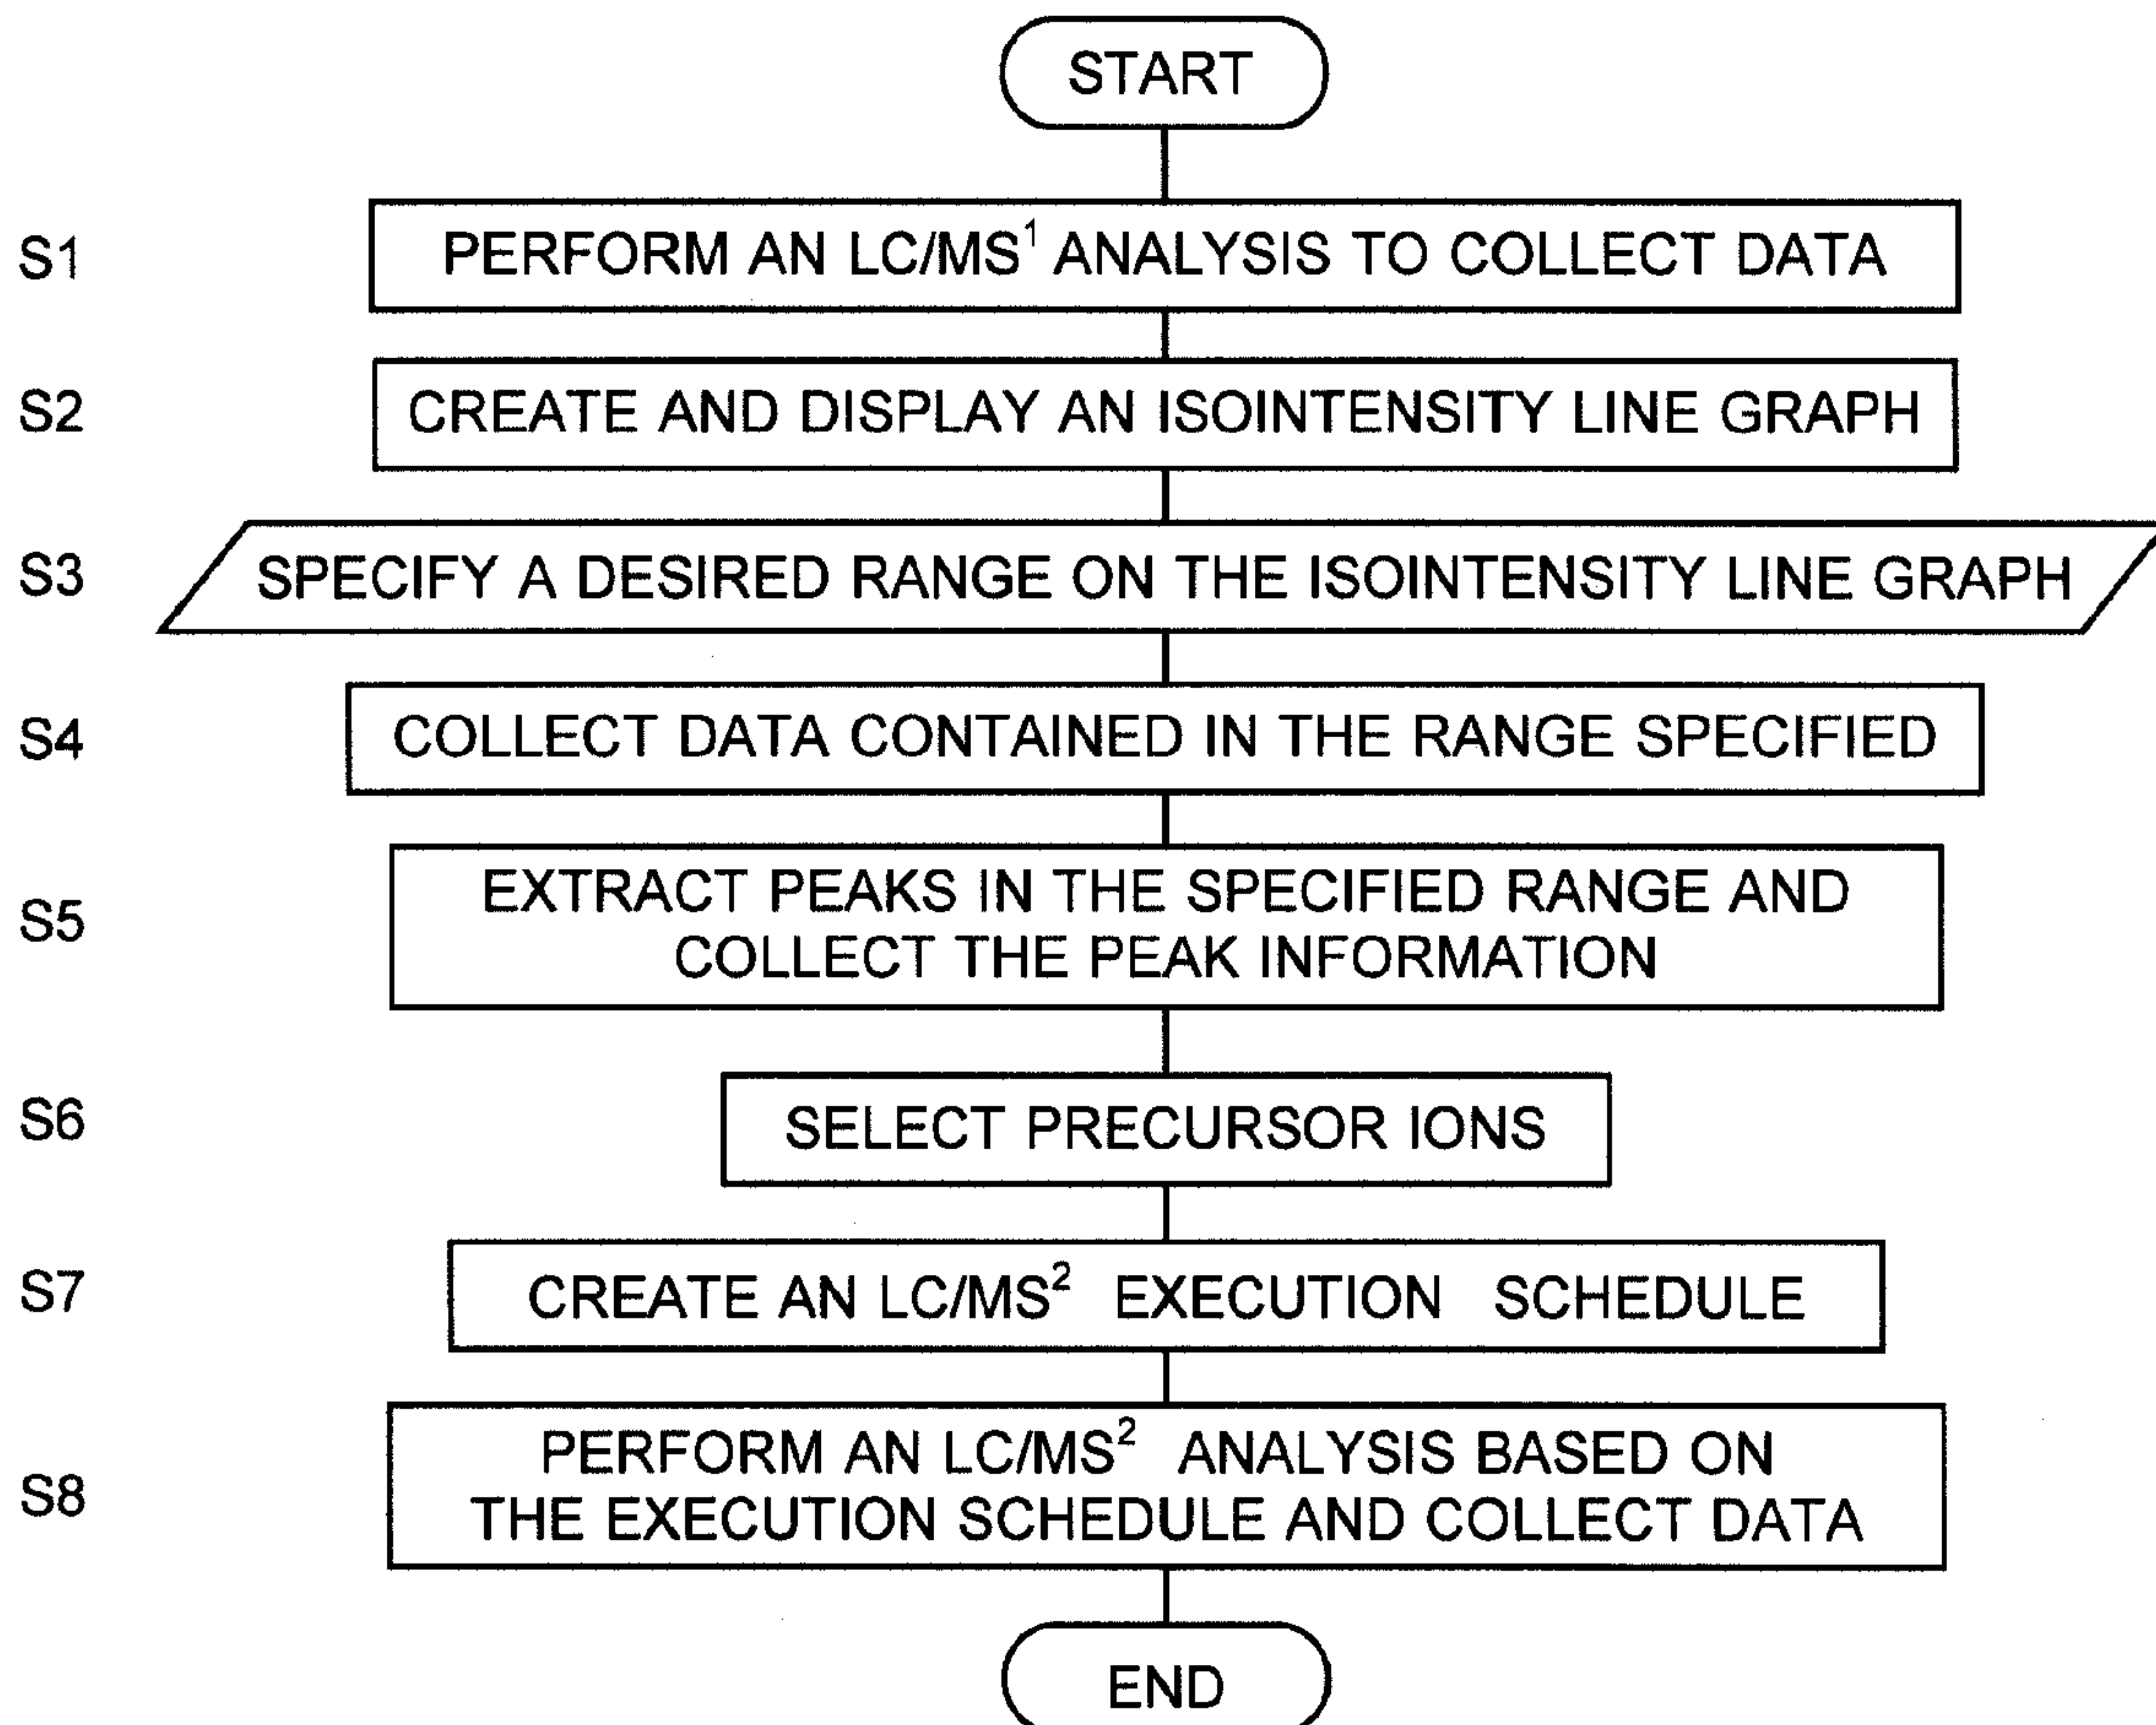 START
S1 PERFORM AN LC/MS¹ ANALYSIS TO COLLECT DATA
S2 CREATE AND DISPLAY AN ISOINTENSITY LINE GRAPH
S3 SPECIFY A DESIRED RANGE ON THE ISOINTENSITY LINE GRAPH
S4 COLLECT DATA CONTAINED IN THE RANGE SPECIFIED
S5 EXTRACT PEAKS IN THE SPECIFIED RANGE AND
COLLECT THE PEAK INFORMATION
S6 SELECT PRECURSOR IONS
S7 CREATE AN LC/MS² EXECUTION SCHEDULE
S8 PERFORM AN LC/MS² ANALYSIS BASED ON
THE EXECUTION SCHEDULE AND COLLECT DATA
END